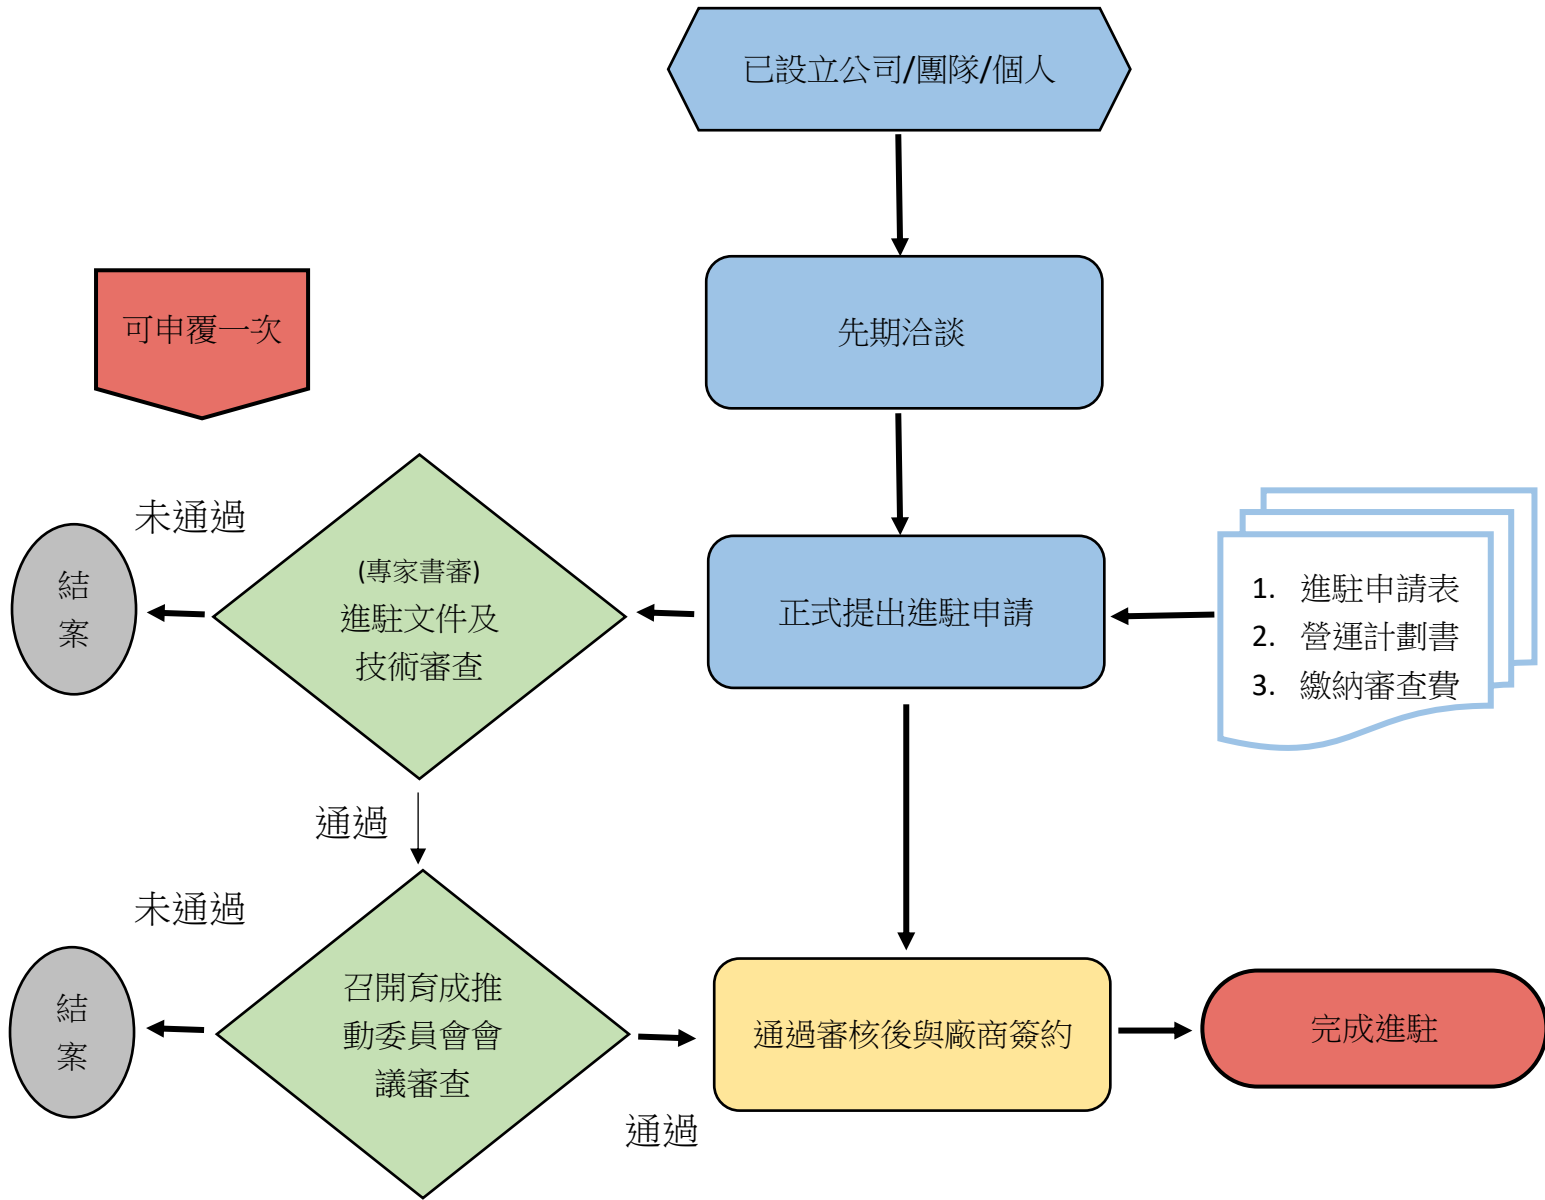 已設立公司/團隊/個人
先期洽談
可申覆一次
未通過
結
案
(專家書審)
進駐文件及
技術審查
正式提出進駐申請
1. 進駐申請表
2. 營運計劃書
3. 繳納審查費
通過
未通過
結
案
召開育成推
動委員會會
議審查
通過
通過審核後與廠商簽約
完成進駐